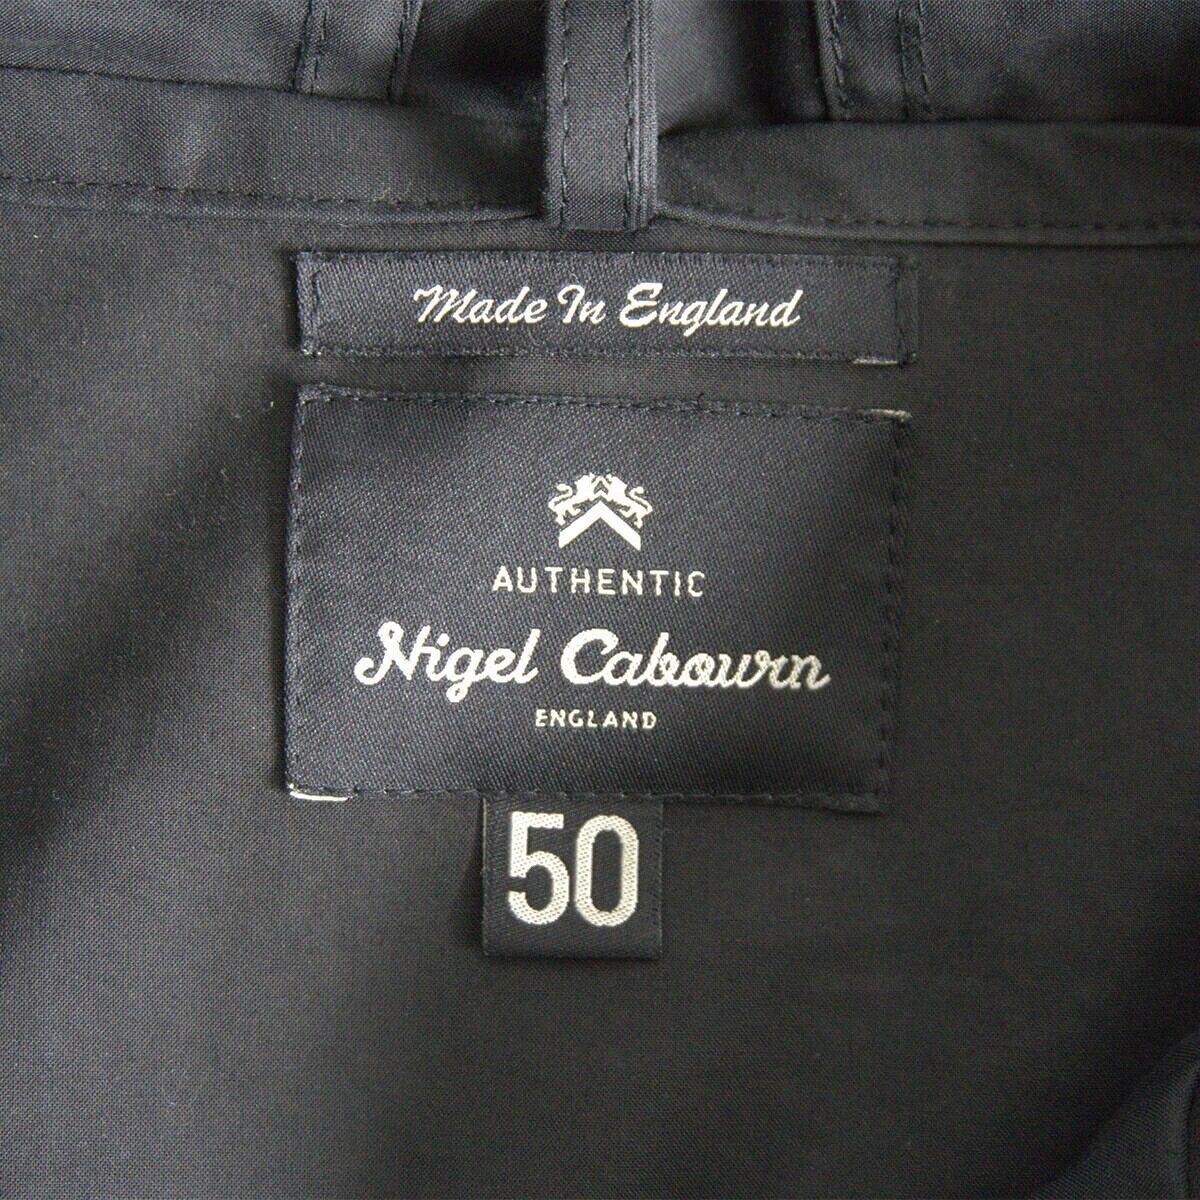 Made In England
AUTHENTIC
Nigel Cabourn
ENGLAND
50